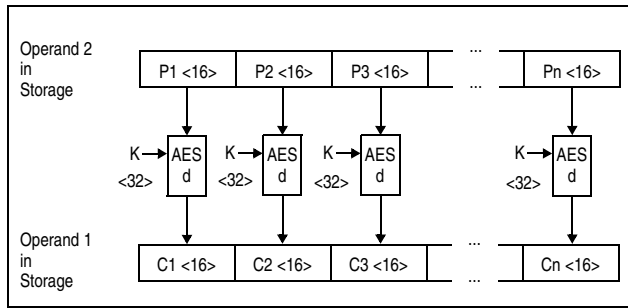 Operand 2
in
Storage
P1 <16> P2 <16> P3 <16> ... ... Pn <16>
K AES d K AES d K AES d K AES d
<32> <32> <32> <32>
Operand 1
in
Storage
C1 <16> C2 <16> C3 <16> ... ... Cn <16>